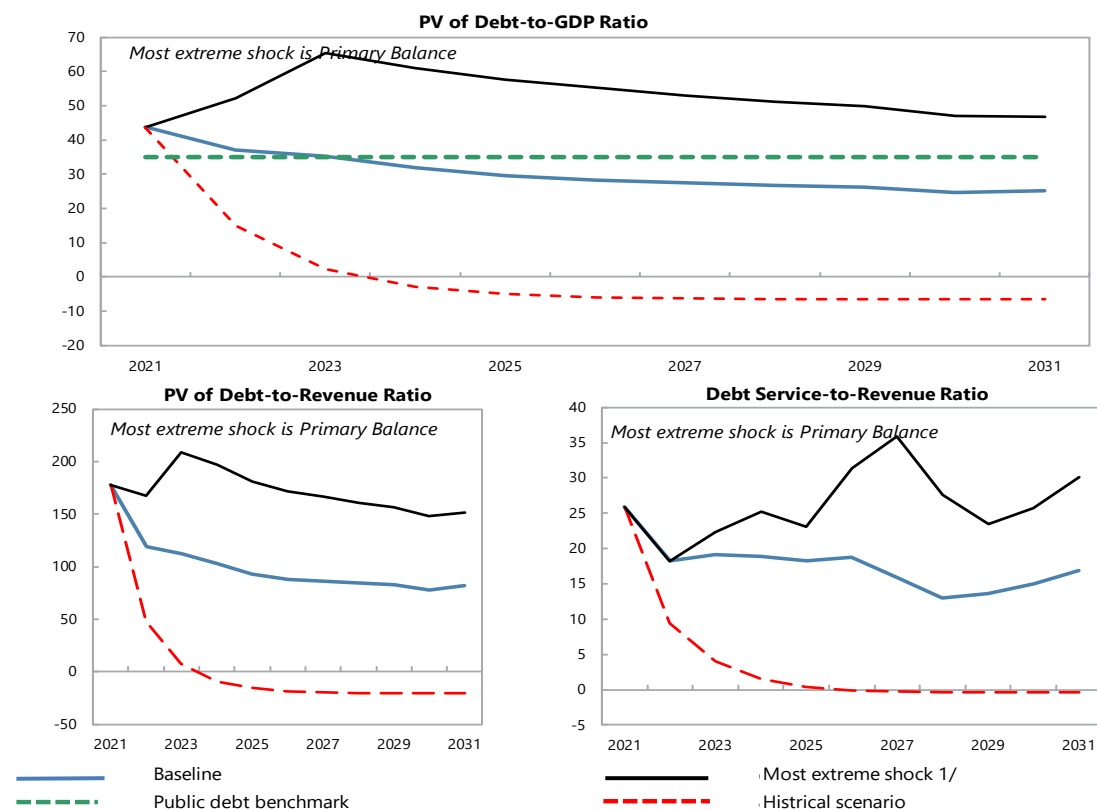 PV of Debt-to-GDP Ratio
Most extreme shock is Primary Balance
70
60
50
40
30
20
10
0
-10
-20
2021 2023 2025 2027 2029 2031
PV of Debt-to-Revenue Ratio
Most extreme shock is Primary Balance
250
200
150
100
50
0
-50
2021 2023 2025 2027 2029 2031
Debt Service-to-Revenue Ratio
Most extreme shock is Primary Balance
40
35
30
25
20
15
10
5
0
-5
2021 2023 2025 2027 2029 2031
Baseline
Public debt benchmark
Most extreme shock 1/
Histrical scenario